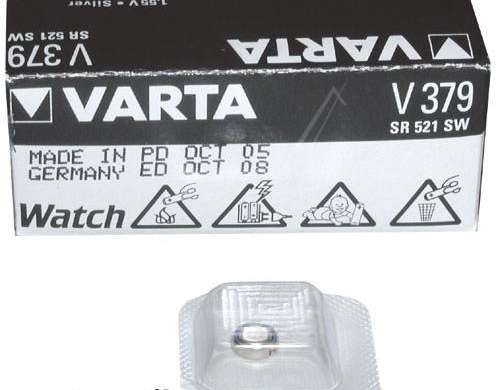 1.55V • Silver
V 379
SR 521 SW
VARTA
V 379
SR 521 SW
MADE IN PD OCT 05
GERMANY ED OCT 08
Watch